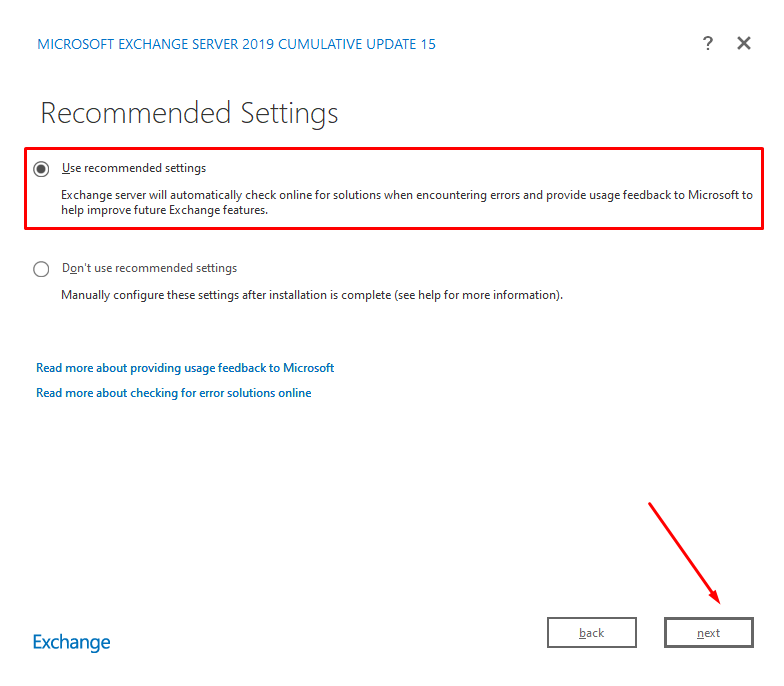 MICROSOFT EXCHANGE SERVER 2019 CUMULATIVE UPDATE 15
?
Recommended Settings
Use recommended settings
Exchange server will automatically check online for solutions when encountering errors and provide usage feedback to Microsoft to
help improve future Exchange features.
Don't use recommended settings
Manually configure these settings after installation is complete (see help for more information).
Read more about providing usage feedback to Microsoft
Read more about checking for error solutions online
Exchange
back
next